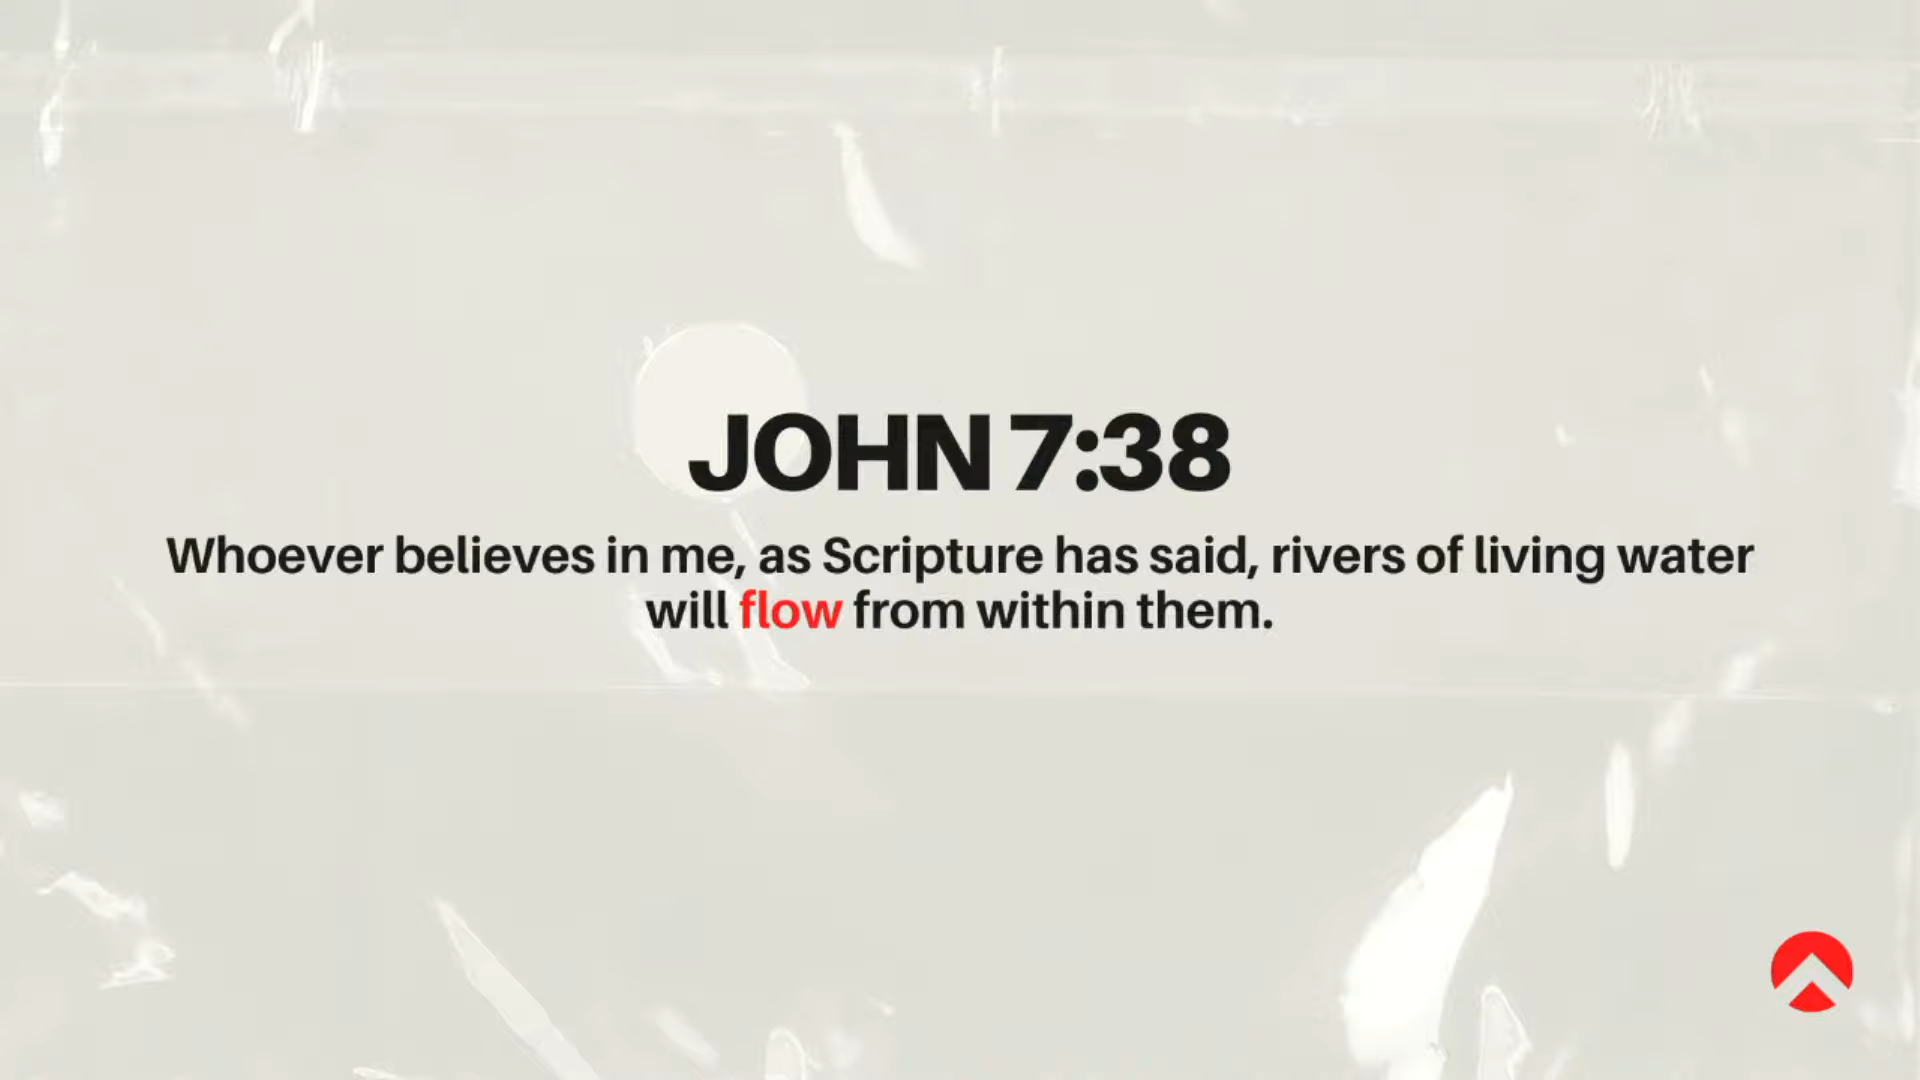 JOHN 7:38
Whoever believes in me, as Scripture has said, rivers of living water
will flow from within them.